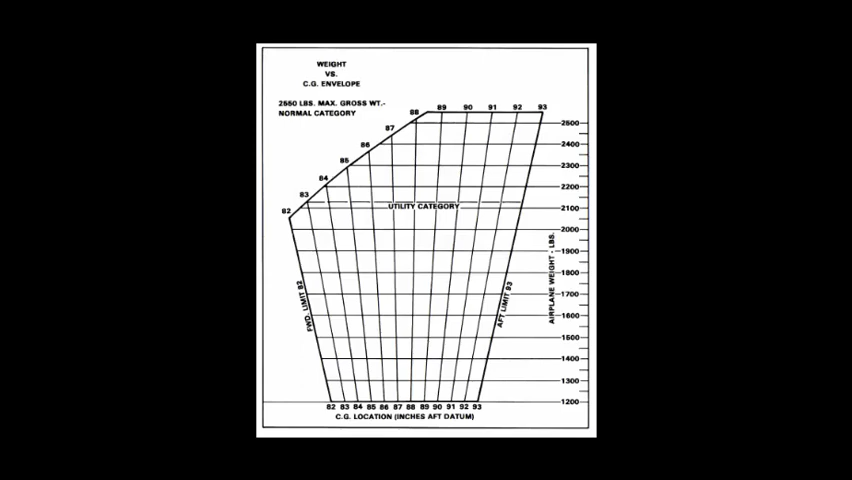 WEIGHT
VS.
C.G. ENVELOPE
2550 LBS. MAX. GROSS WT.-
NORMAL CATEGORY
88 89 90 91 92 93
87
86
85
84
83
82
UTILITY CATEGORY
2500
2400
2300
2200
2100
2000
1900
1800
1700
1600
1500
1400
1300
1200
AIRPLANE WEIGHT - LBS.
FWD. LIMIT 82
AFT LIMIT 93
82 83 84 85 86 87 88 89 90 91 92 93
C.G. LOCATION (INCHES AFT DATUM)